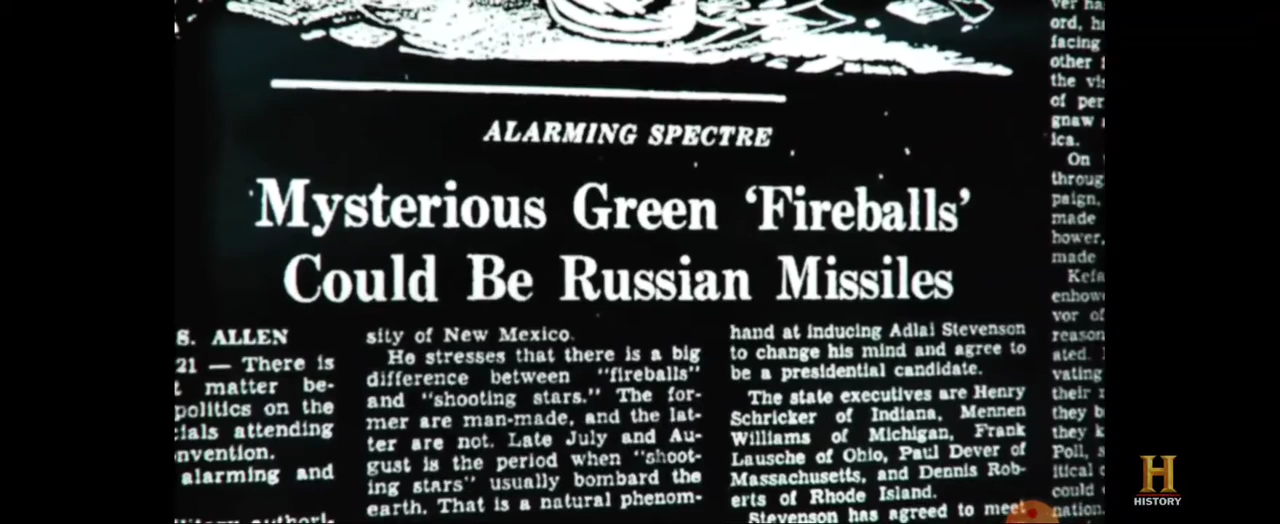 ALARMING SPECTRE
Mysterious Green ‘Fireballs’
Could Be Russian Missiles
S. ALLEN
21 — There is
matter be-
politics on the
cials attending
nvention.
alarming and
sity of New Mexico.
He stresses that there is a big
difference between "fireballs"
and "shooting stars." The for-
mer are man-made, and the lat-
ter are not. Late July and Au-
gust is the period when "shoot-
ing stars" usually bombard the
earth. That is a natural phenom-
hand at inducing Adlai Stevenson
to change his mind and agree to
be a presidential candidate.
The state executives are Henry
Schricker of Indiana, Mennen
Williams of Michigan, Frank
Lausche of Ohio, Paul Dever of
Massachusetts, and Dennis Rob-
erts of Rhode Island.
Stevenson has agreed to meet
ver ha
ord, h
facing
other
the vi
of per
gnaw
ica.
On
throug
paign,
made
hower,
made
Kefa
enhow
vor of
reason
ated.
vating
their
they b
they k
Poll, s
itical c
could
nation.
H
HISTORY